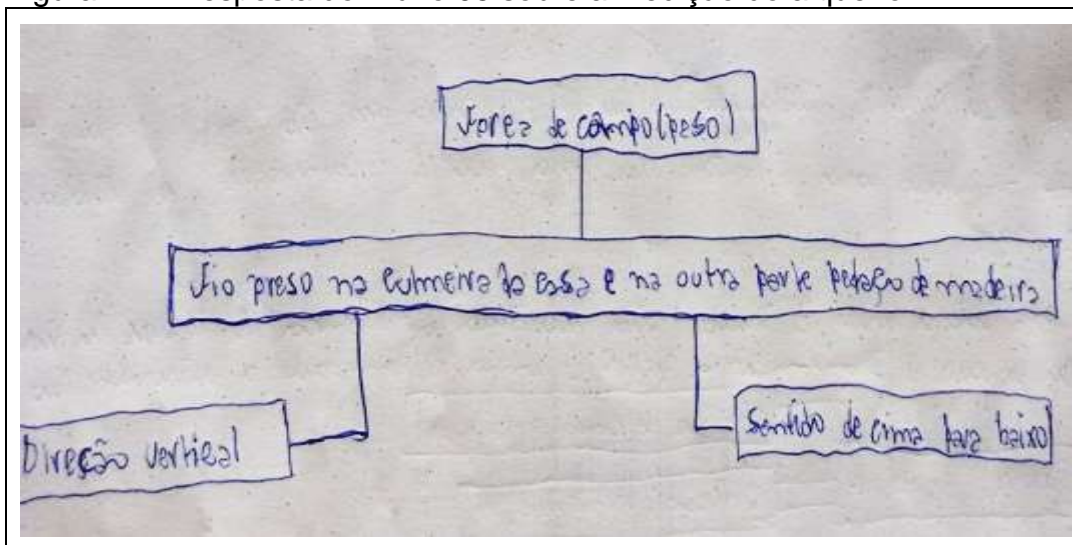 Força de campo (peso)
Fio preso na cumeira da casa e na outra parte pedaço de madeira
Direção vertical
Sentido de cima para baixo